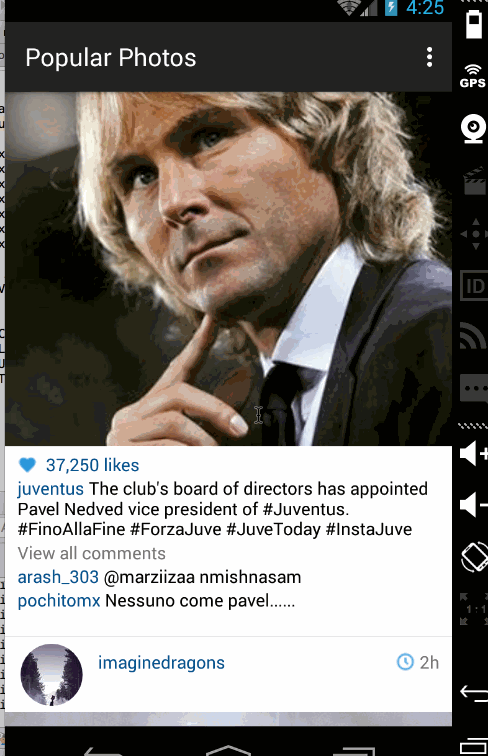 4:25
Popular Photos
GPS
ID
37,250 likes
juventus The club's board of directors has appointed
Pavel Nedved vice president of #Juventus.
#FinoAllaFine #ForzaJuve #JuveToday #InstaJuve
View all comments
arash_303 @marziizaa nmishnasam
pochitomx Nessuno come pavel......
1:1
imaginedragons
2h